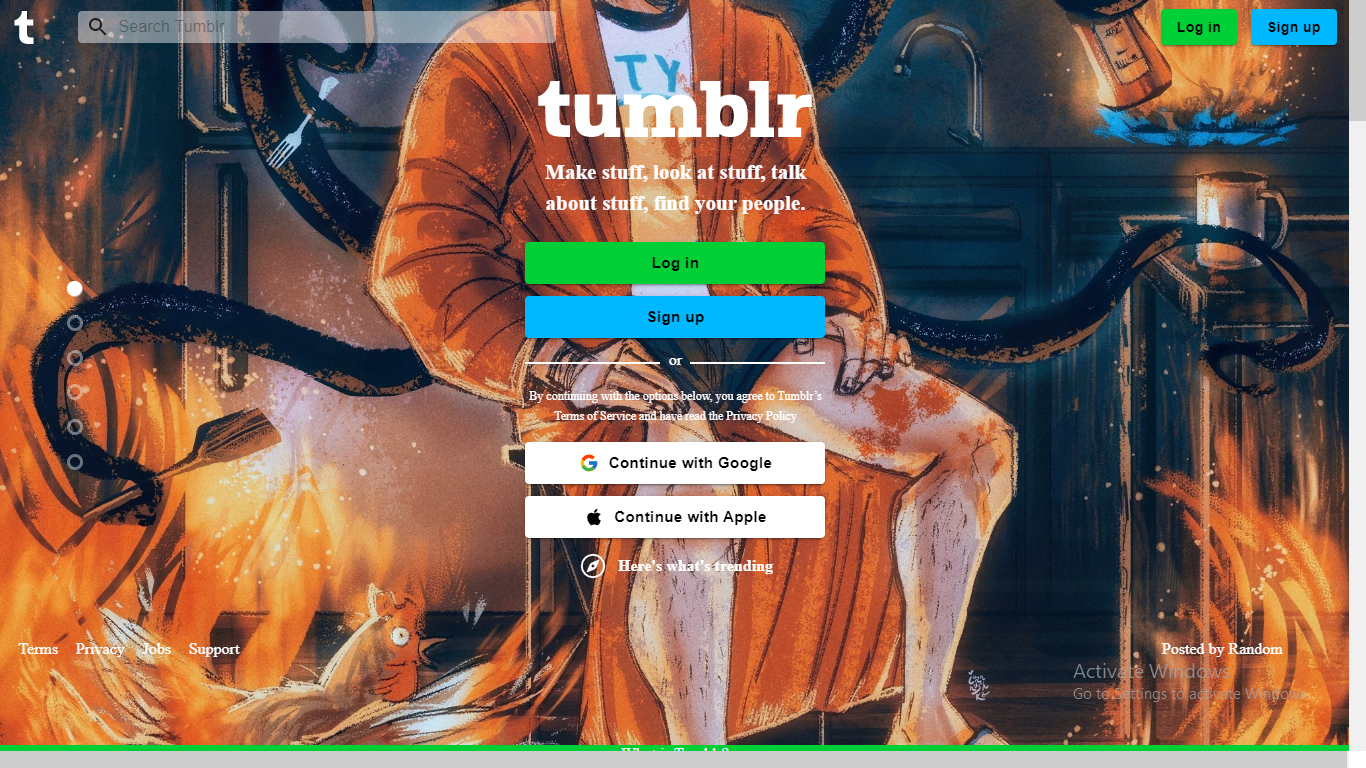 t
Search Tumblr
Log in
Sign up
TY
tumblr
Make stuff, look at stuff, talk
about stuff, find your people.
Log in
Sign up
or
By continuing with the options below, you agree to Tumblr's
Terms of Service and have read the Privacy Policy
Continue with Google
Continue with Apple
Here's what's trending
Terms
Privacy
Jobs
Support
Posted by Random
Activate Windows
Go to Settings to activate Windows.
What is Tumblr?